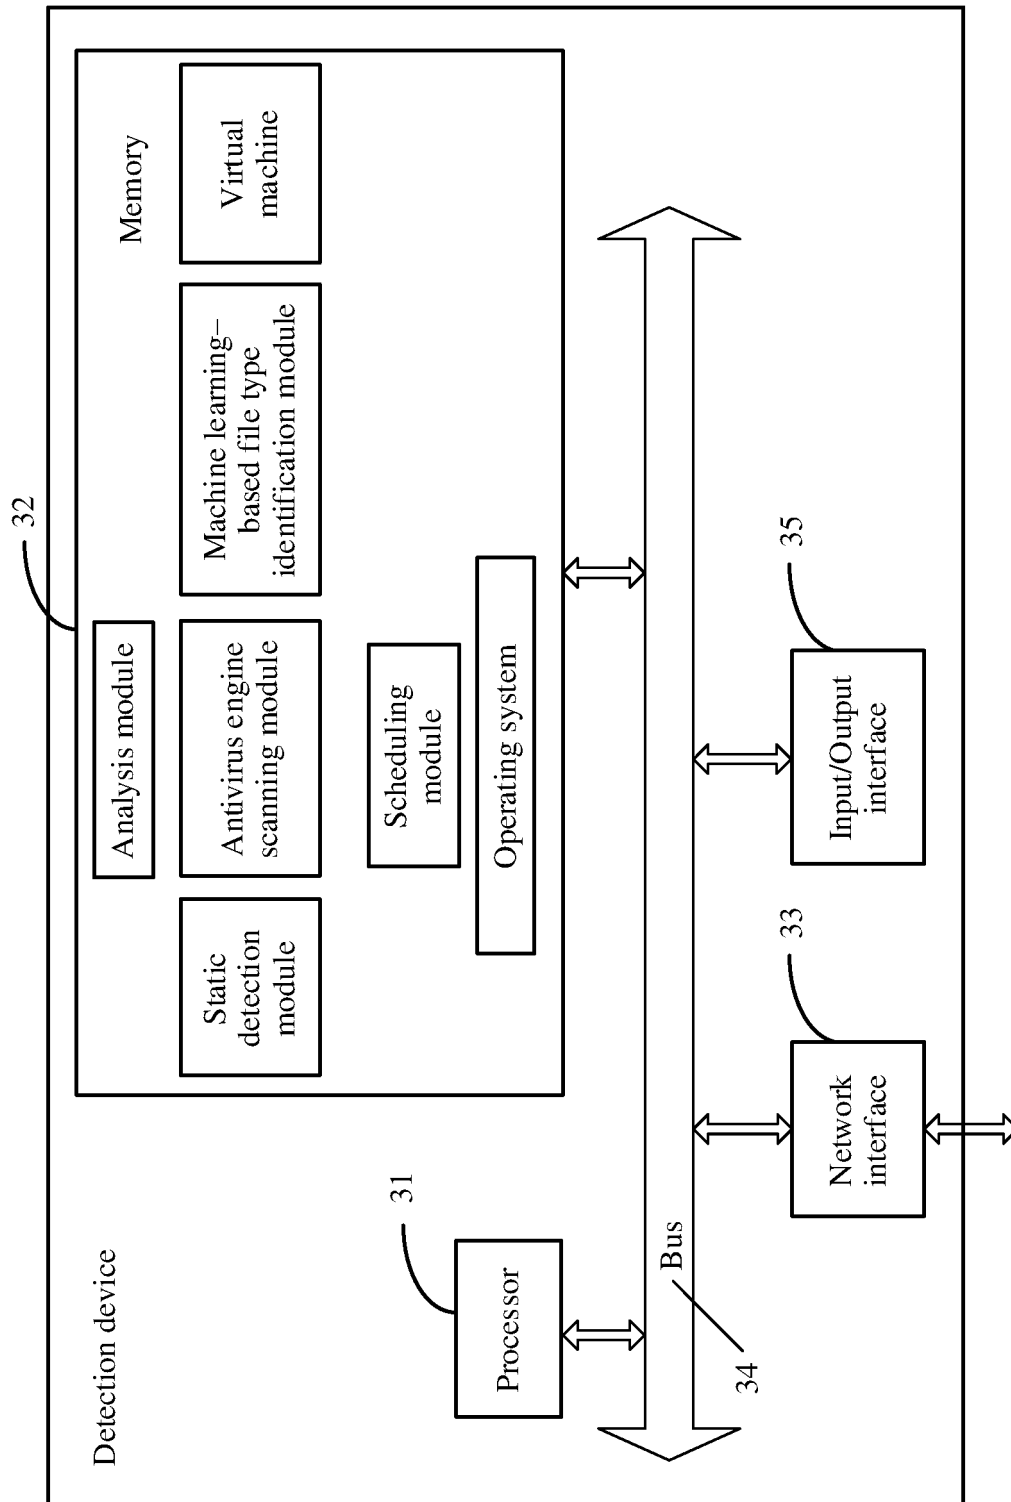 Detection device
32
Memory
Analysis module
Static
detection
module
Antivirus engine
scanning module
Machine learning–
based file type
identification module
Virtual
machine
Scheduling
module
Operating system
31
Processor
Bus
34
33
Network
interface
35
Input/Output
interface